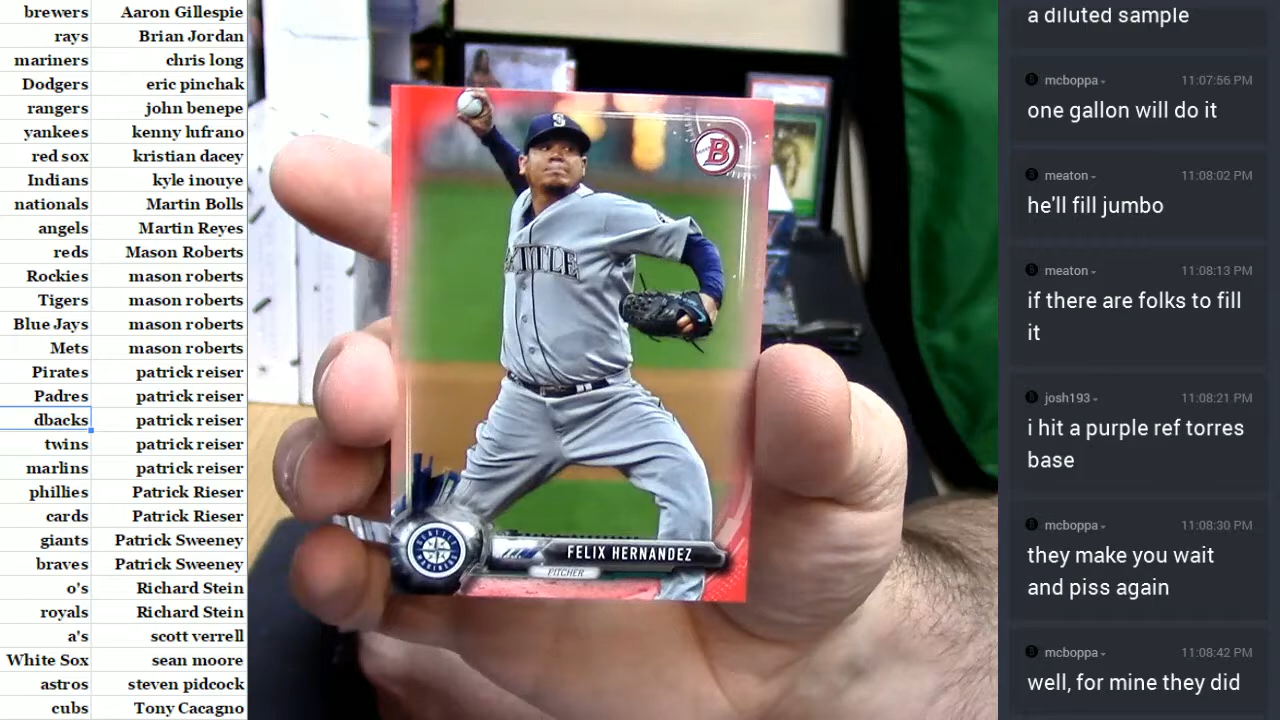 brewers Aaron Gillespie
rays Brian Jordan
mariners chris long
Dodgers eric pinchak
rangers john benepe
yankees kenny lufrano
red sox kristian dacey
Indians kyle inouye
nationals Martin Bolls
angels Martin Reyes
reds Mason Roberts
Rockies mason roberts
Tigers mason roberts
Blue Jays mason roberts
Mets mason roberts
Pirates patrick reiser
Padres patrick reiser
dbacks patrick reiser
twins patrick reiser
marlins patrick reiser
phillies Patrick Rieser
cards Patrick Rieser
giants Patrick Sweeney
braves Patrick Sweeney
o's Richard Stein
royals Richard Stein
a's scott verrell
White Sox sean moore
astros steven pidcock
cubs Tony Cacagno
B
S
SEATTLE
SEATTLE
MARINERS
FELIX HERNANDEZ
PITCHER
a diluted sample
mcboppa 11:07:56 PM
one gallon will do it
meaton 11:08:02 PM
he'll fill jumbo
meaton 11:08:13 PM
if there are folks to fill
it
josh193 11:08:21 PM
i hit a purple ref torres
base
mcboppa 11:08:30 PM
they make you wait
and piss again
mcboppa 11:08:42 PM
well, for mine they did